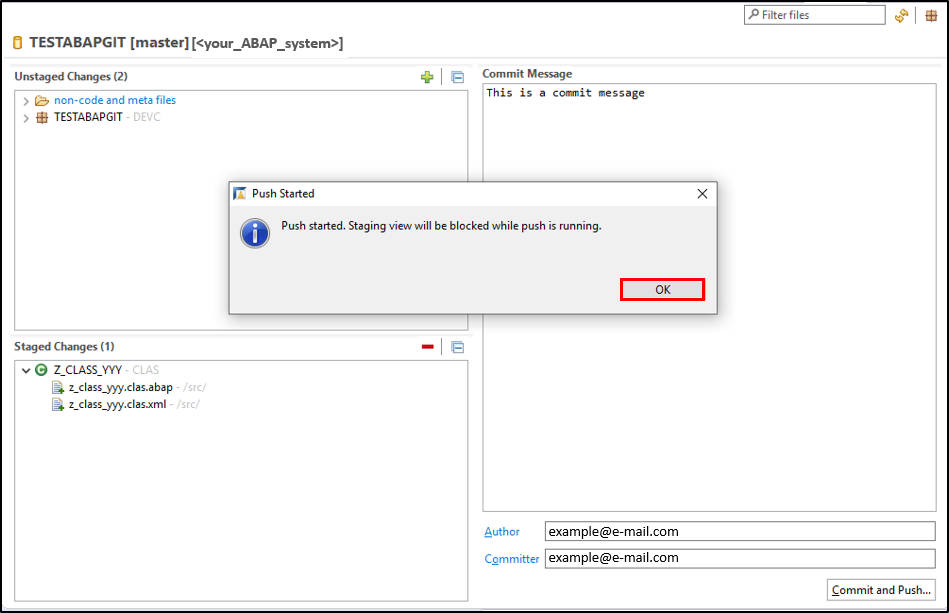 Filter files
TESTABAPGIT [master][<your_ABAP_system>]
Unstaged Changes (2)
non-code and meta files
TESTABAPGIT - DEVC
Commit Message
This is a commit message
Push Started
Push started. Staging view will be blocked while push is running.
OK
Staged Changes (1)
Z_CLASS_YYY - CLAS
z_class_yyy.clas.abap - /src/
z_class_yyy.clas.xml - /src/
Author example@e-mail.com
Committer example@e-mail.com
Commit and Push...